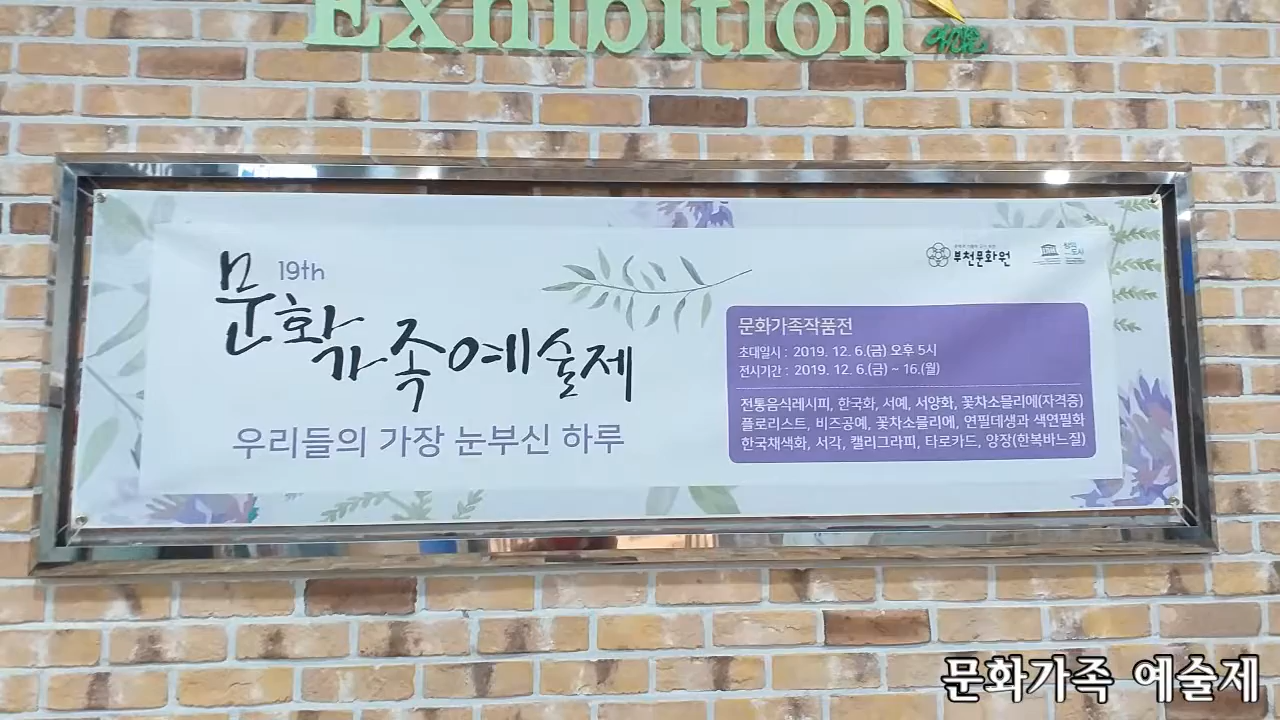 Exhibition
19th
문화가족예술제
우리들의 가장 눈부신 하루
부천문화원
문화가족작품전
초대일시 : 2019. 12. 6.(금) 오후 5시
전시기간 : 2019. 12. 6.(금) ~ 16.(월)
전통음식레시피, 한국화, 서예, 서양화, 꽃차소믈리에(자격증)
플로리스트, 비즈공예, 꽃차소믈리에, 연필데생과 색연필화
한국채색화, 서각, 캘리그라피, 타로카드, 양장(한복바느질)
문화가족 예술제